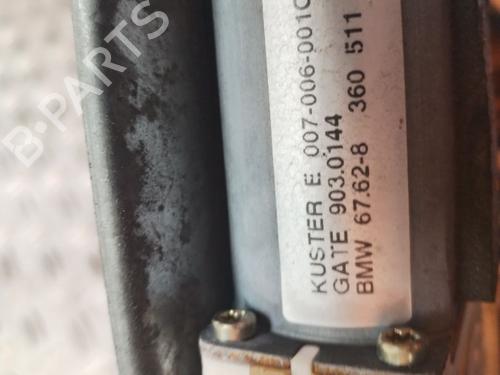 KUSTER E 007-006-001C
GATE 903.0144
BMW 67.62-8 360 511
B-PARTS